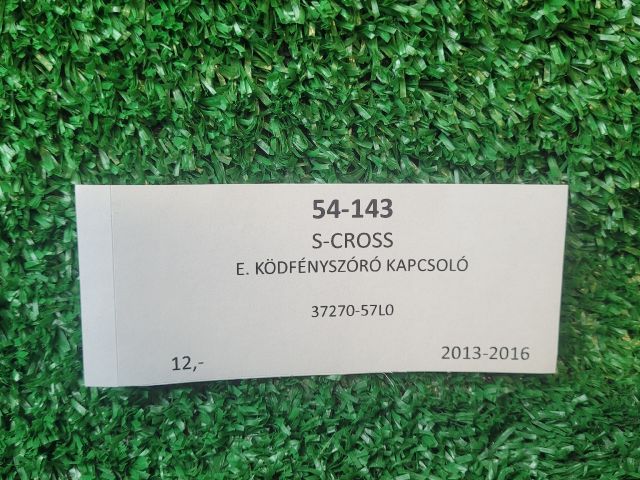 54-143
S-CROSS
E. KÖDFÉNYSZÓRÓ KAPCSOLÓ
37270-57L0
12,-
2013-2016